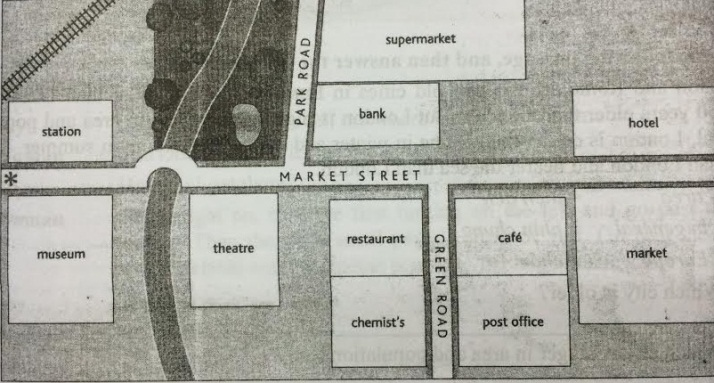 supermarket
PARK ROAD
bank
station
hotel
MARKET STREET
*
museum
theatre
restaurant
GREEN ROAD
café
market
chemist's
post office